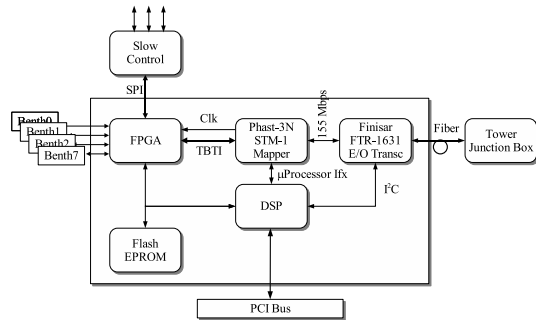 Slow
Control
SPI
Benth0
Benth1
Benth2
Benth7
FPGA
Clk
TBTI
Phast-3N
STM-1
Mapper
155 Mbps
Finisar
FTR-1631
E/O Transc
Fiber
Tower
Junction Box
µProcessor Ifx
I²C
DSP
Flash
EPROM
PCI Bus